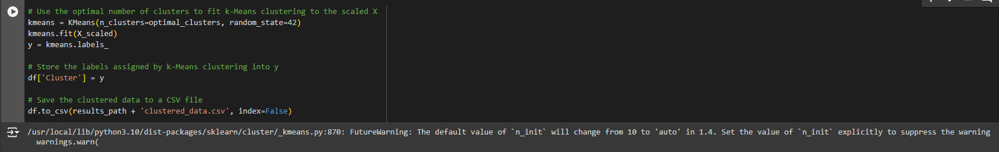 # Use the optimal number of clusters to fit k-Means clustering to the scaled X
kmeans = KMeans(n_clusters=optimal_clusters, random_state=42)
kmeans.fit(X_scaled)
y = kmeans.labels_
# Store the labels assigned by k-Means clustering into y
df['Cluster'] = y
# Save the clustered data to a CSV file
df.to_csv(results_path + 'clustered_data.csv', index=False)
/usr/local/lib/python3.10/dist-packages/sklearn/cluster/_kmeans.py:870: FutureWarning: The default value of `n_init` will change from 10 to 'auto' in 1.4. Set the value of `n_init` explicitly to suppress the warning
warnings.warn(